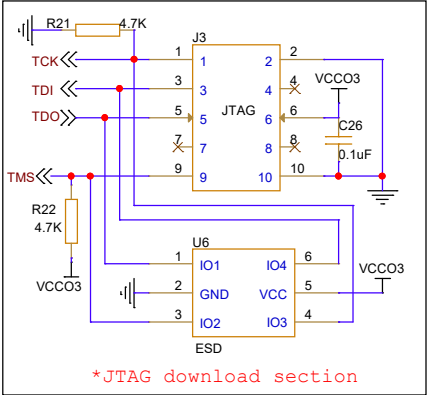 R21 4.7K J3
TCK 1 1 2 2
TDI 3 3 4 4 VCCO3
TDO 5 5 JTAG 6 6
7 7 8 8 C26
0.1uF
TMS 9 9 10 10
R22
4.7K
U6
1 IO1 IO4 6
VCCO3 2 GND VCC 5 VCCO3
3 IO2 IO3 4
ESD
*JTAG download section